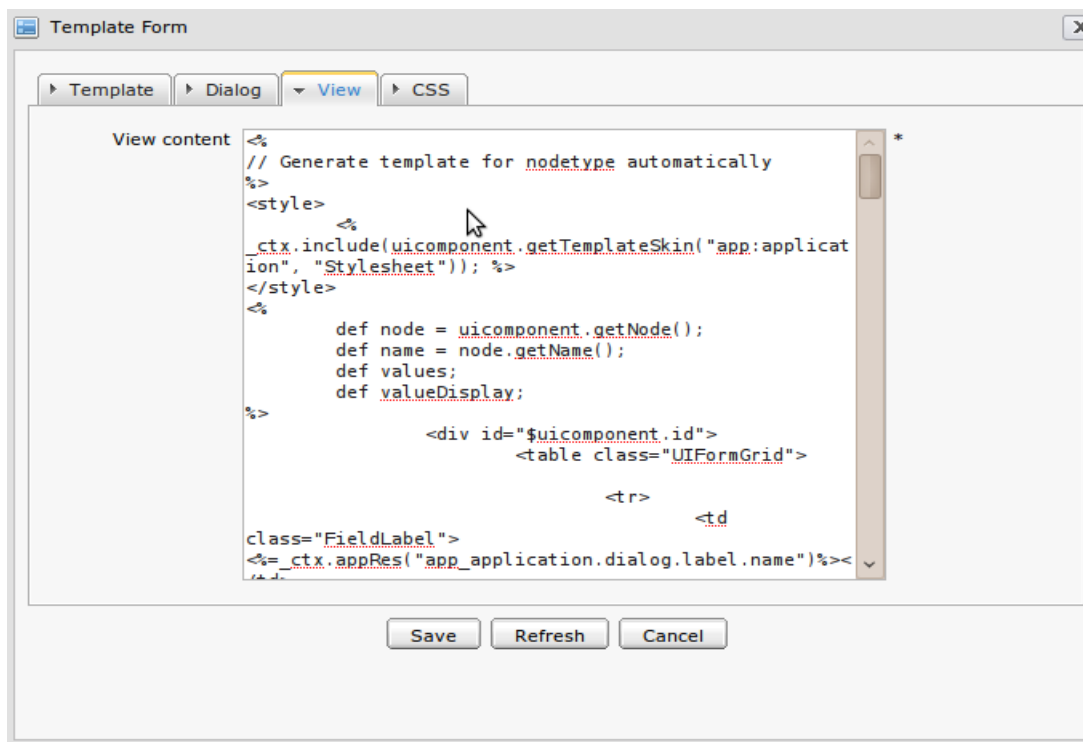 Template Form
Template Dialog View CSS
View content *
<%
// Generate template for nodetype automatically
%>
<style>
<%
_ctx.include(uicomponent.getTemplateSkin("app:applicat
ion", "Stylesheet")); %>
</style>
<%
def node = uicomponent.getNode();
def name = node.getName();
def values;
def valueDisplay;
%>
<div id="$uicomponent.id">
<table class="UIFormGrid">
<tr>
<td
class="FieldLabel">
<%=_ctx.appRes("app_application.dialog.label.name")%><
Save Refresh Cancel